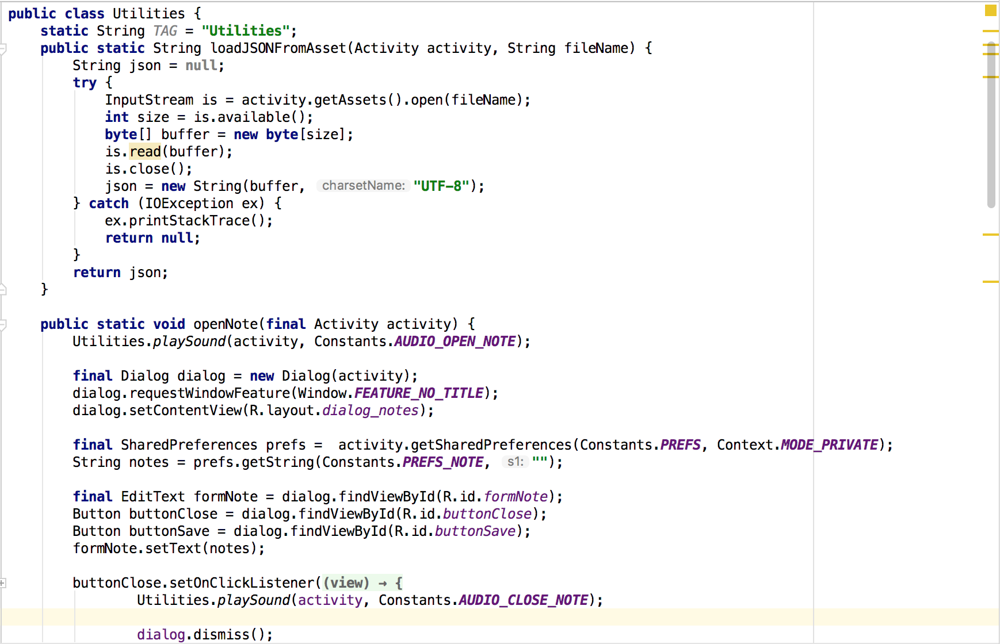 public class Utilities {
    static String TAG = "Utilities";
    public static String loadJSONFromAsset(Activity activity, String fileName) {
        String json = null;
        try {
            InputStream is = activity.getAssets().open(fileName);
            int size = is.available();
            byte[] buffer = new byte[size];
            is.read(buffer);
            is.close();
            json = new String(buffer, charsetName: "UTF-8");
        } catch (IOException ex) {
            ex.printStackTrace();
            return null;
        }
        return json;
    }

    public static void openNote(final Activity activity) {
        Utilities.playSound(activity, Constants.AUDIO_OPEN_NOTE);

        final Dialog dialog = new Dialog(activity);
        dialog.requestWindowFeature(Window.FEATURE_NO_TITLE);
        dialog.setContentView(R.layout.dialog_notes);

        final SharedPreferences prefs =  activity.getSharedPreferences(Constants.PREFS, Context.MODE_PRIVATE);
        String notes = prefs.getString(Constants.PREFS_NOTE, s1: "");

        final EditText formNote = dialog.findViewById(R.id.formNote);
        Button buttonClose = dialog.findViewById(R.id.buttonClose);
        Button buttonSave = dialog.findViewById(R.id.buttonSave);
        formNote.setText(notes);

        buttonClose.setOnClickListener((view) → {
                Utilities.playSound(activity, Constants.AUDIO_CLOSE_NOTE);

                dialog.dismiss();